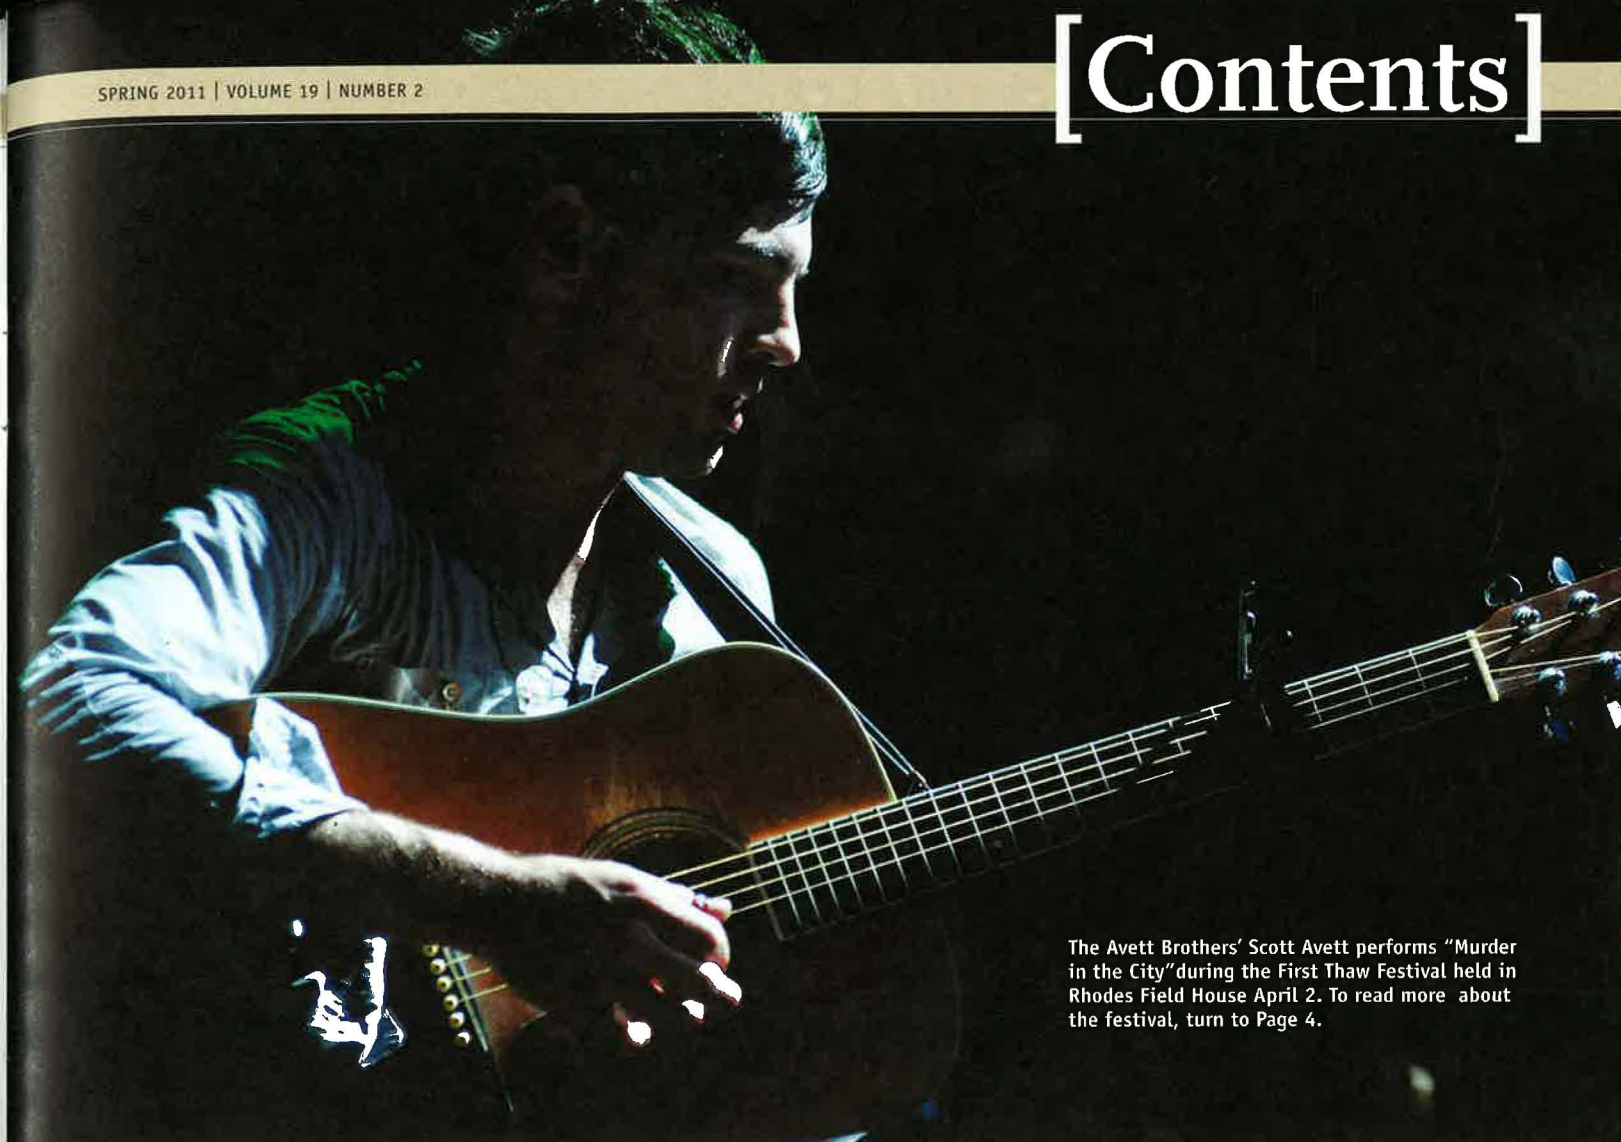 SPRING 2011 | VOLUME 19 | NUMBER 2
[Contents]
The Avett Brothers' Scott Avett performs "Murder
in the City"during the First Thaw Festival held in
Rhodes Field House April 2. To read more about
the festival, turn to Page 4.